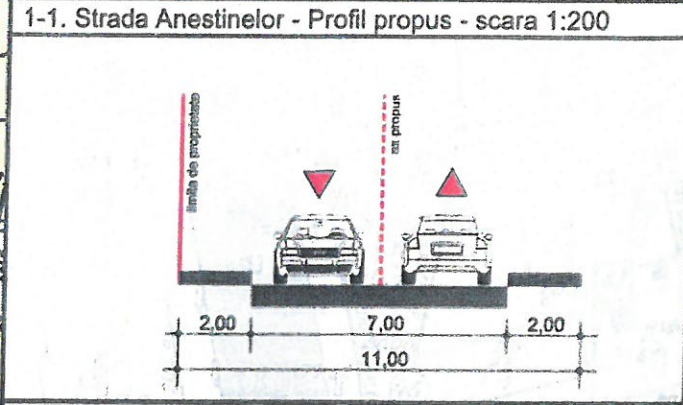 1-1. Strada Anestinelor - Profil propus - scara 1:200
limita de proprietate
ax propus
2,00 7,00 2,00
11,00